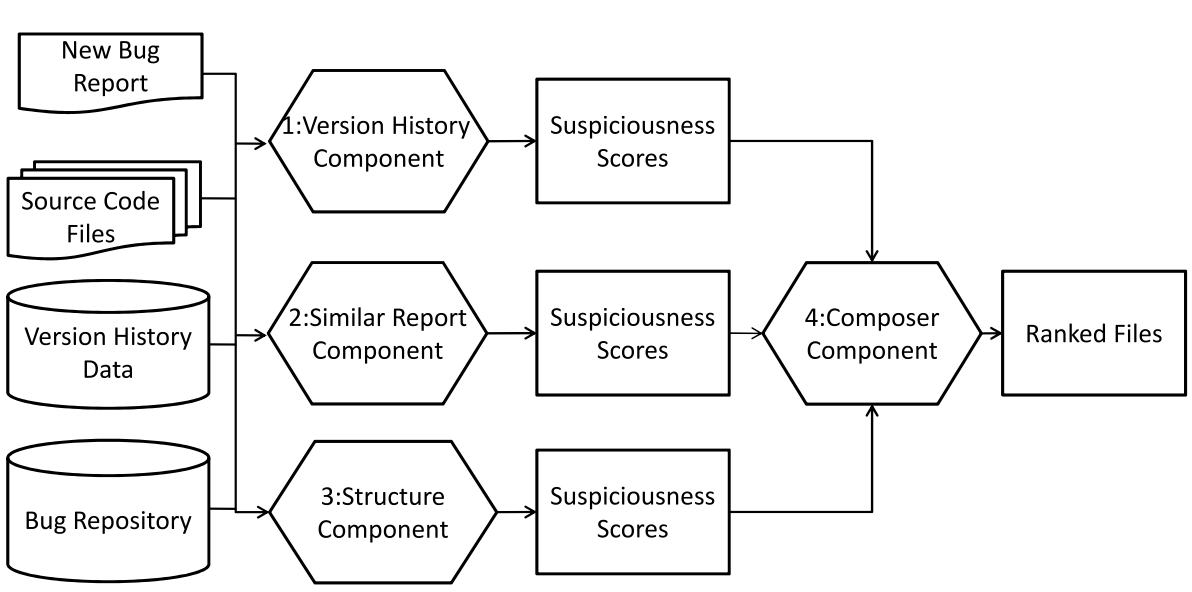 New Bug
Report
Source Code
Files
Version History
Data
Bug Repository
1:Version History
Component
2:Similar Report
Component
3:Structure
Component
Suspiciousness
Scores
Suspiciousness
Scores
Suspiciousness
Scores
4:Composer
Component
Ranked Files